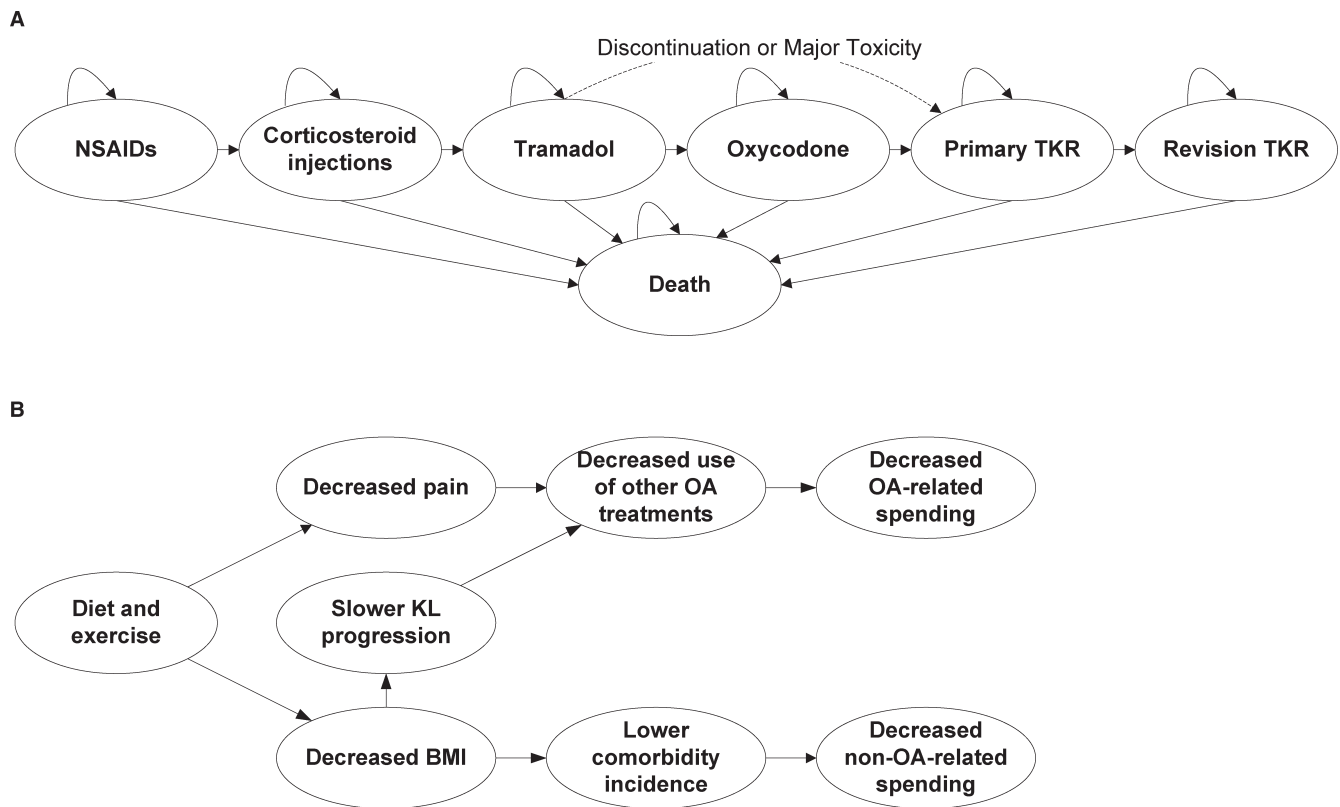 A
Discontinuation or Major Toxicity
NSAIDs
Corticosteroid
injections
Tramadol
Oxycodone
Primary TKR
Revision TKR
Death
B
Decreased pain
Decreased use
of other OA
treatments
Decreased
OA-related
spending
Diet and
exercise
Slower KL
progression
Decreased BMI
Lower
comorbidity
incidence
Decreased
non-OA-related
spending